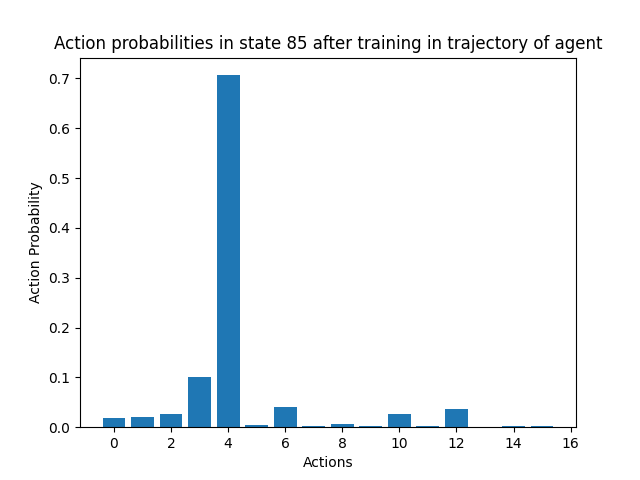 Action probabilities in state 85 after training in trajectory of agent
0.7
0.6
0.5
0.4
0.3
0.2
0.1
0.0
Action Probability
0 2 4 6 8 10 12 14 16
Actions